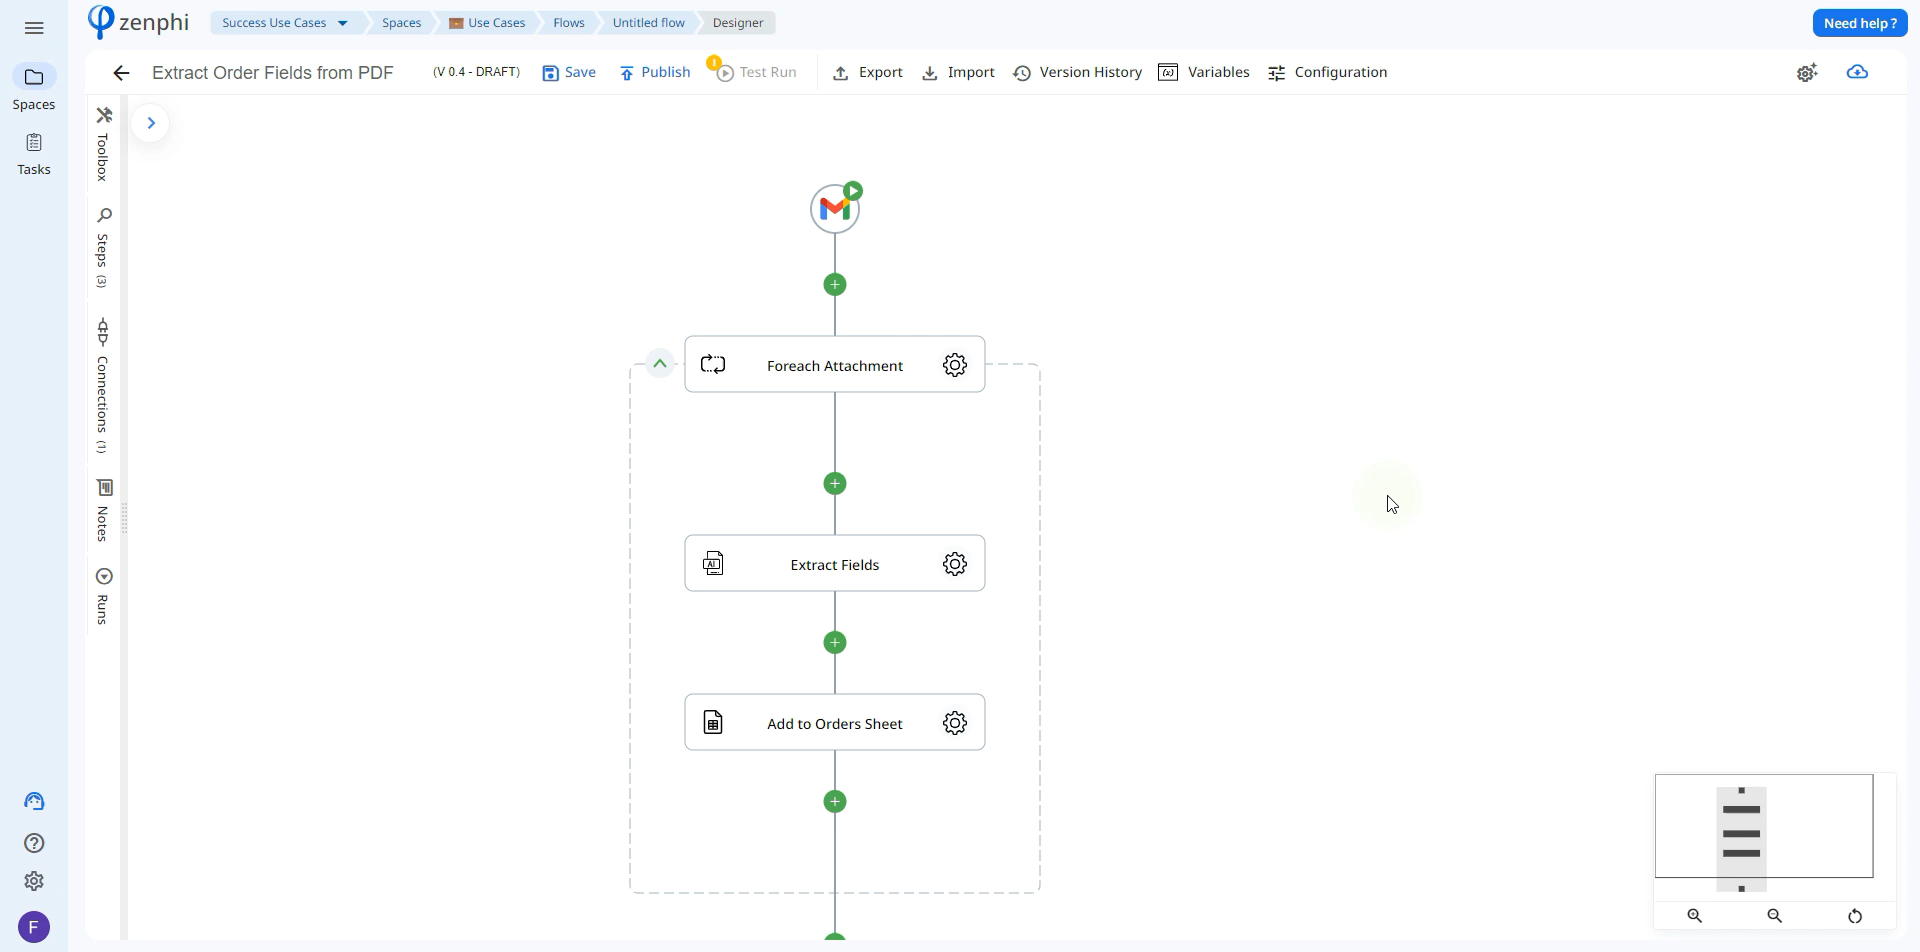 zenphi
Success Use Cases
Spaces
Use Cases
Flows
Untitled flow
Designer
Need help ?
Extract Order Fields from PDF
(V 0.4 - DRAFT)
Save
Publish
!
Test Run
Export
Import
Version History
Variables
Configuration
Spaces
Tasks
Toolbox
Steps (3)
Connections (1)
Notes
Runs
Foreach Attachment
AI
Extract Fields
Add to Orders Sheet
F